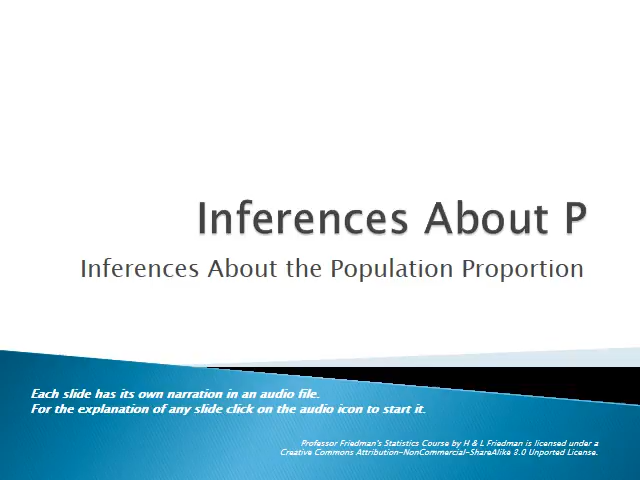 Inferences About P
Inferences About the Population Proportion
Each slide has its own narration in an audio file.
For the explanation of any slide click on the audio icon to start it.
Professor Friedman's Statistics Course by H & L Friedman is licensed under a
Creative Commons Attribution-NonCommercial-ShareAlike 3.0 Unported License.